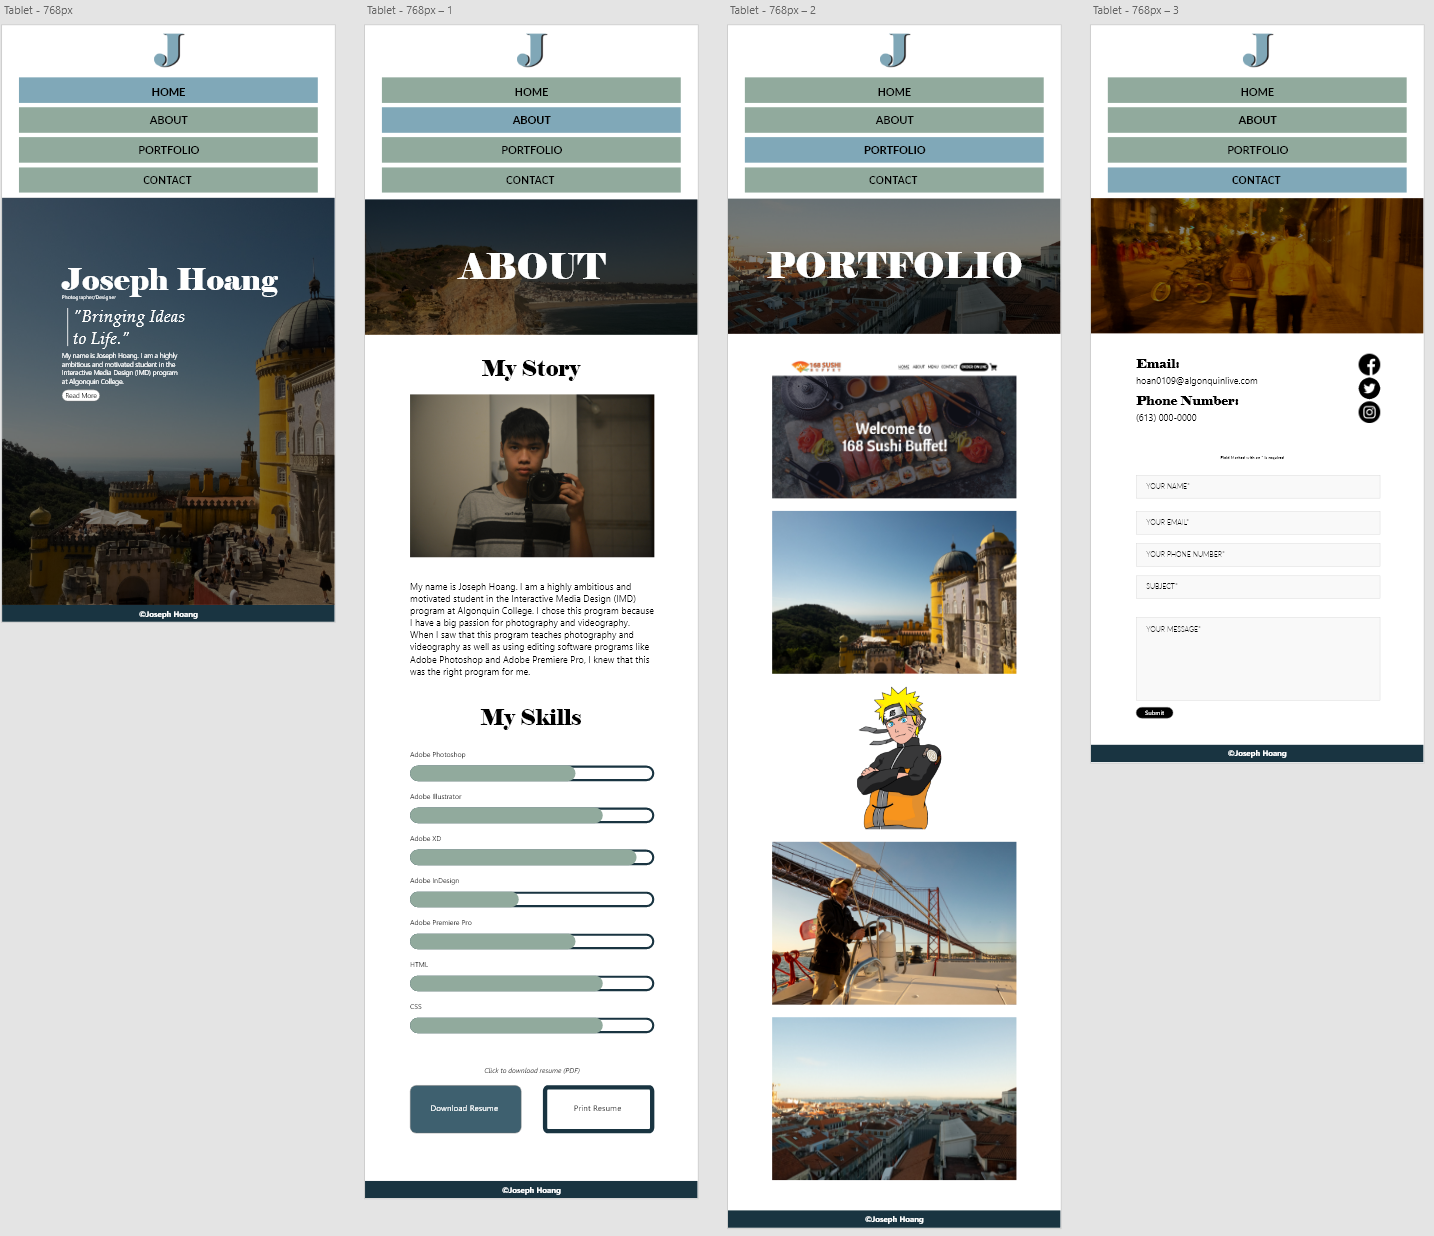 Tablet - 768px
J
HOME
ABOUT
PORTFOLIO
CONTACT
Joseph Hoang
Photographer/Designer
"Bringing Ideas
to Life."
My name is Joseph Hoang. I am a highly
ambitious and motivated student in the
Interactive Media Design (IMD) program
at Algonquin College.
Read More
©Joseph Hoang
Tablet - 768px – 1
J
HOME
ABOUT
PORTFOLIO
CONTACT
ABOUT
My Story
My name is Joseph Hoang. I am a highly ambitious and
motivated student in the Interactive Media Design (IMD)
program at Algonquin College. I chose this program because
I have a big passion for photography and videography.
When I saw that this program teaches photography and
videography as well as using editing software programs like
Adobe Photoshop and Adobe Premiere Pro, I knew that this
was the right program for me.
My Skills
Adobe Photoshop
Adobe Illustrator
Adobe XD
Adobe InDesign
Adobe Premiere Pro
HTML
CSS
Click to download resume (PDF)
Download Resume
Print Resume
©Joseph Hoang
Tablet - 768px – 2
J
HOME
ABOUT
PORTFOLIO
CONTACT
PORTFOLIO
168 SUSHI
BUFFET
HOME ABOUT MENU CONTACT ORDER ONLINE
Welcome to
168 Sushi Buffet!
©Joseph Hoang
Tablet - 768px – 3
J
HOME
ABOUT
PORTFOLIO
CONTACT
Email:
hoan0109@algonquinlive.com
Phone Number:
(613) 000-0000
Field Marked with an * is required
YOUR NAME*
YOUR EMAIL*
YOUR PHONE NUMBER*
SUBJECT*
YOUR MESSAGE*
Submit
©Joseph Hoang